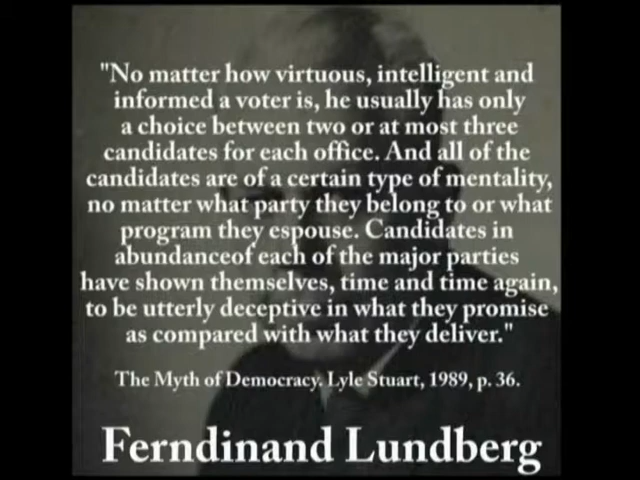 "No matter how virtuous, intelligent and
informed a voter is, he usually has only
a choice between two or at most three
candidates for each office. And all of the
candidates are of a certain type of mentality,
no matter what party they belong to or what
program they espouse. Candidates in
abundanceof each of the major parties
have shown themselves, time and time again,
to be utterly deceptive in what they promise
as compared with what they deliver."
The Myth of Democracy. Lyle Stuart, 1989, p. 36.
Ferndinand Lundberg